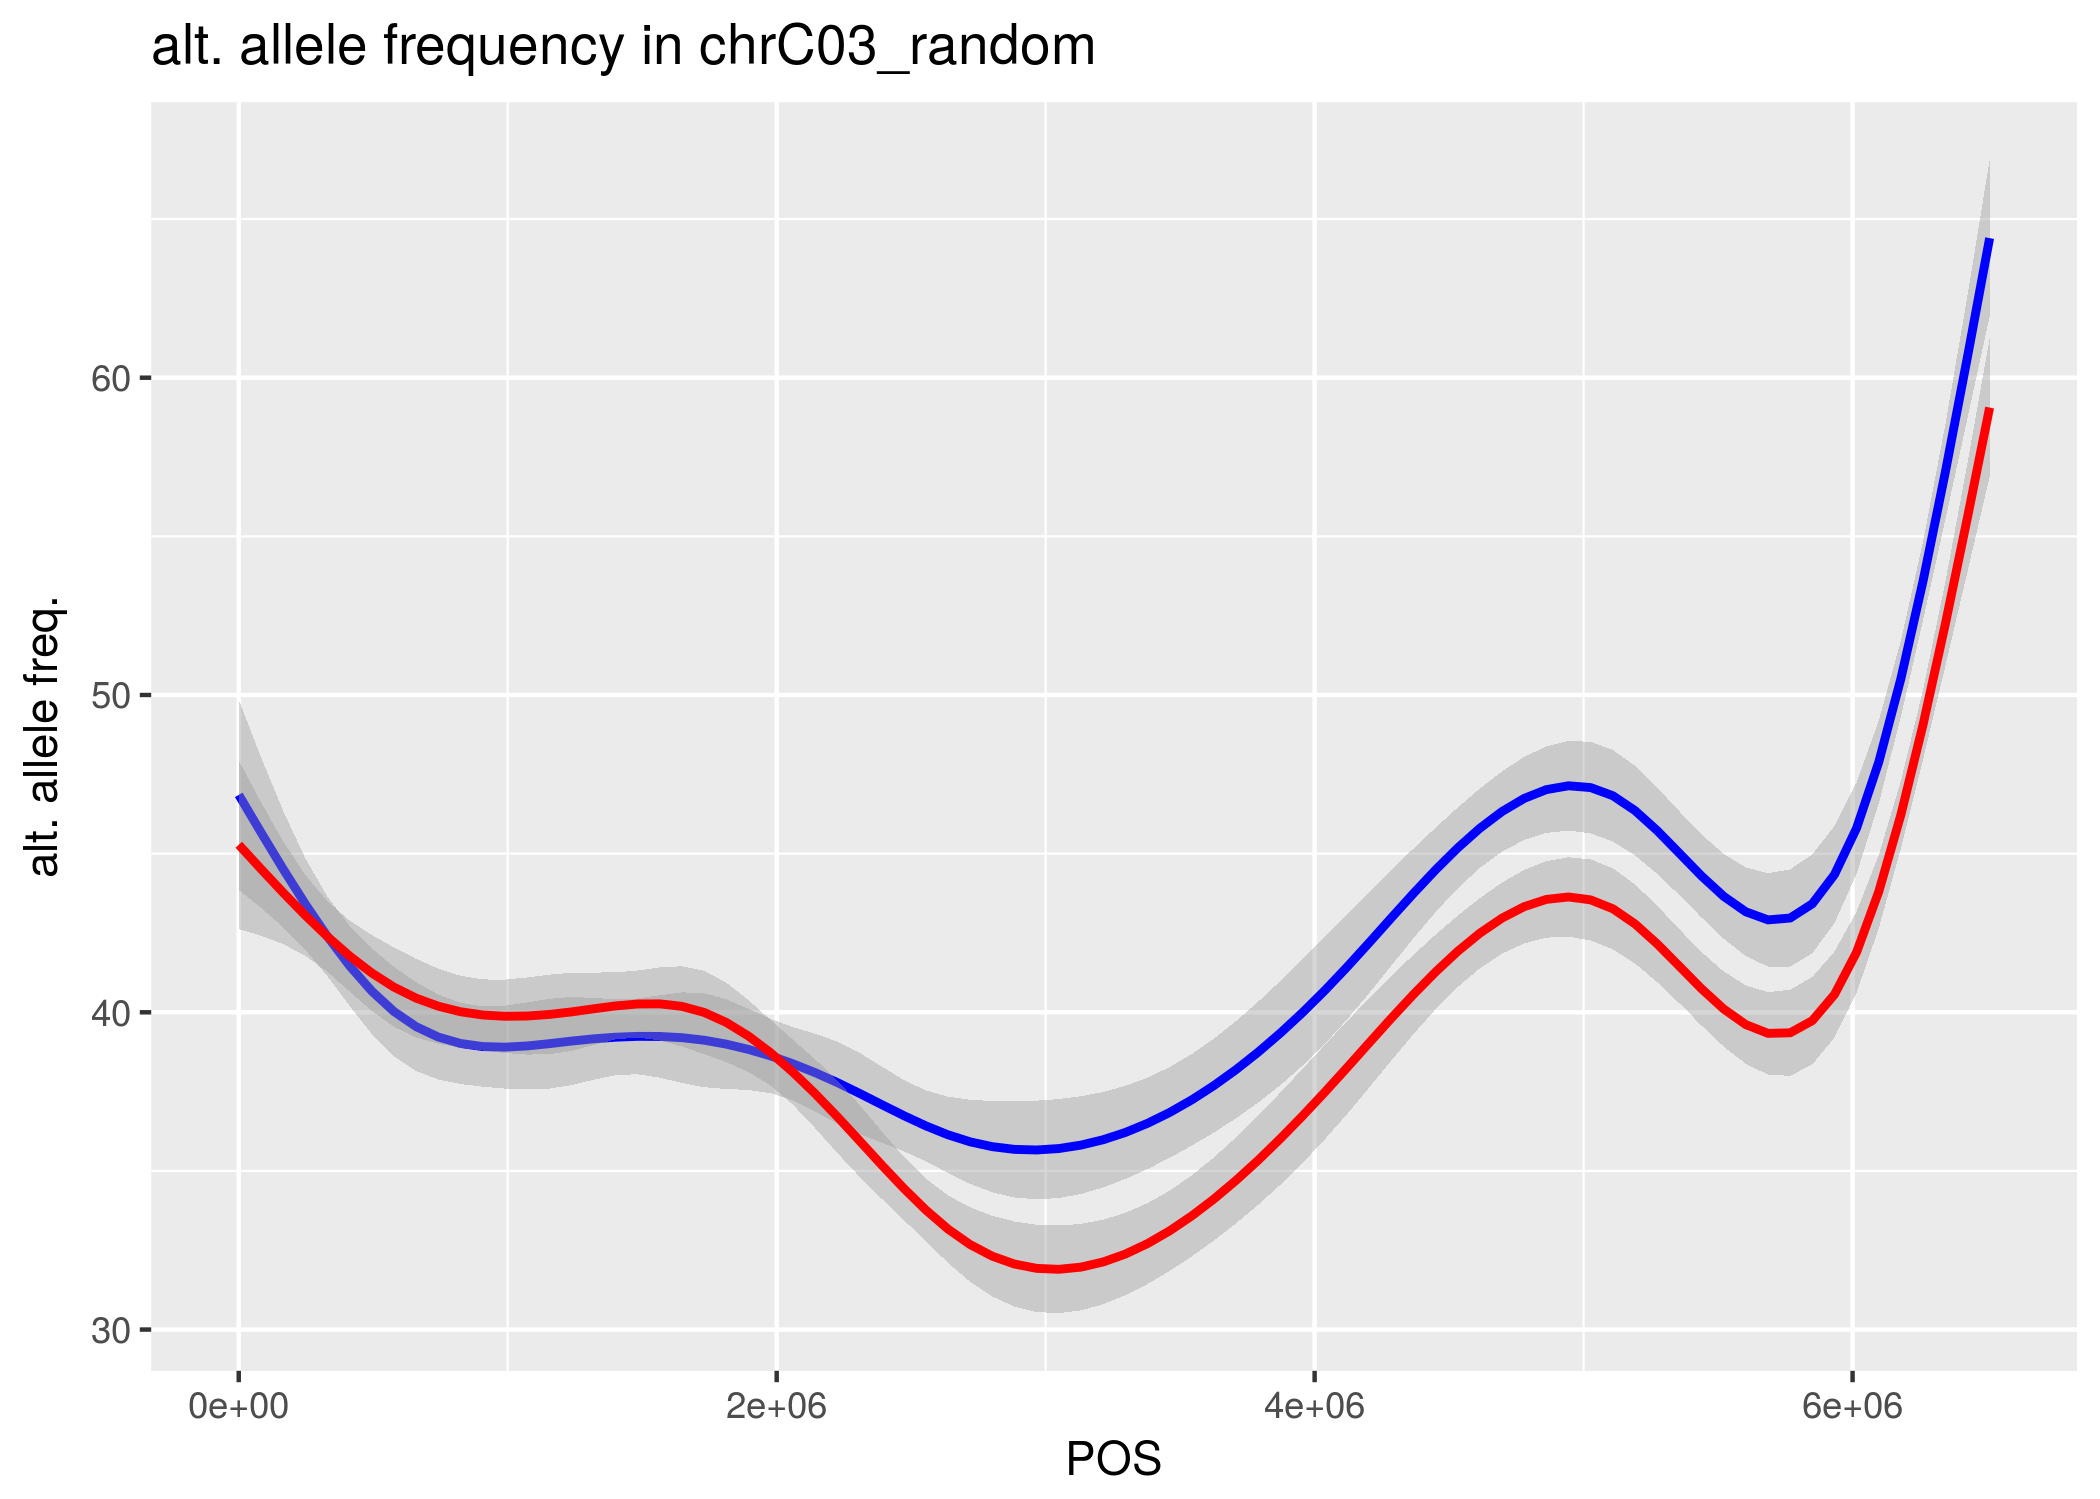 alt. allele frequency in chrC03_random
alt. allele freq.
60
50
40
30
0e+00 2e+06 4e+06 6e+06
POS